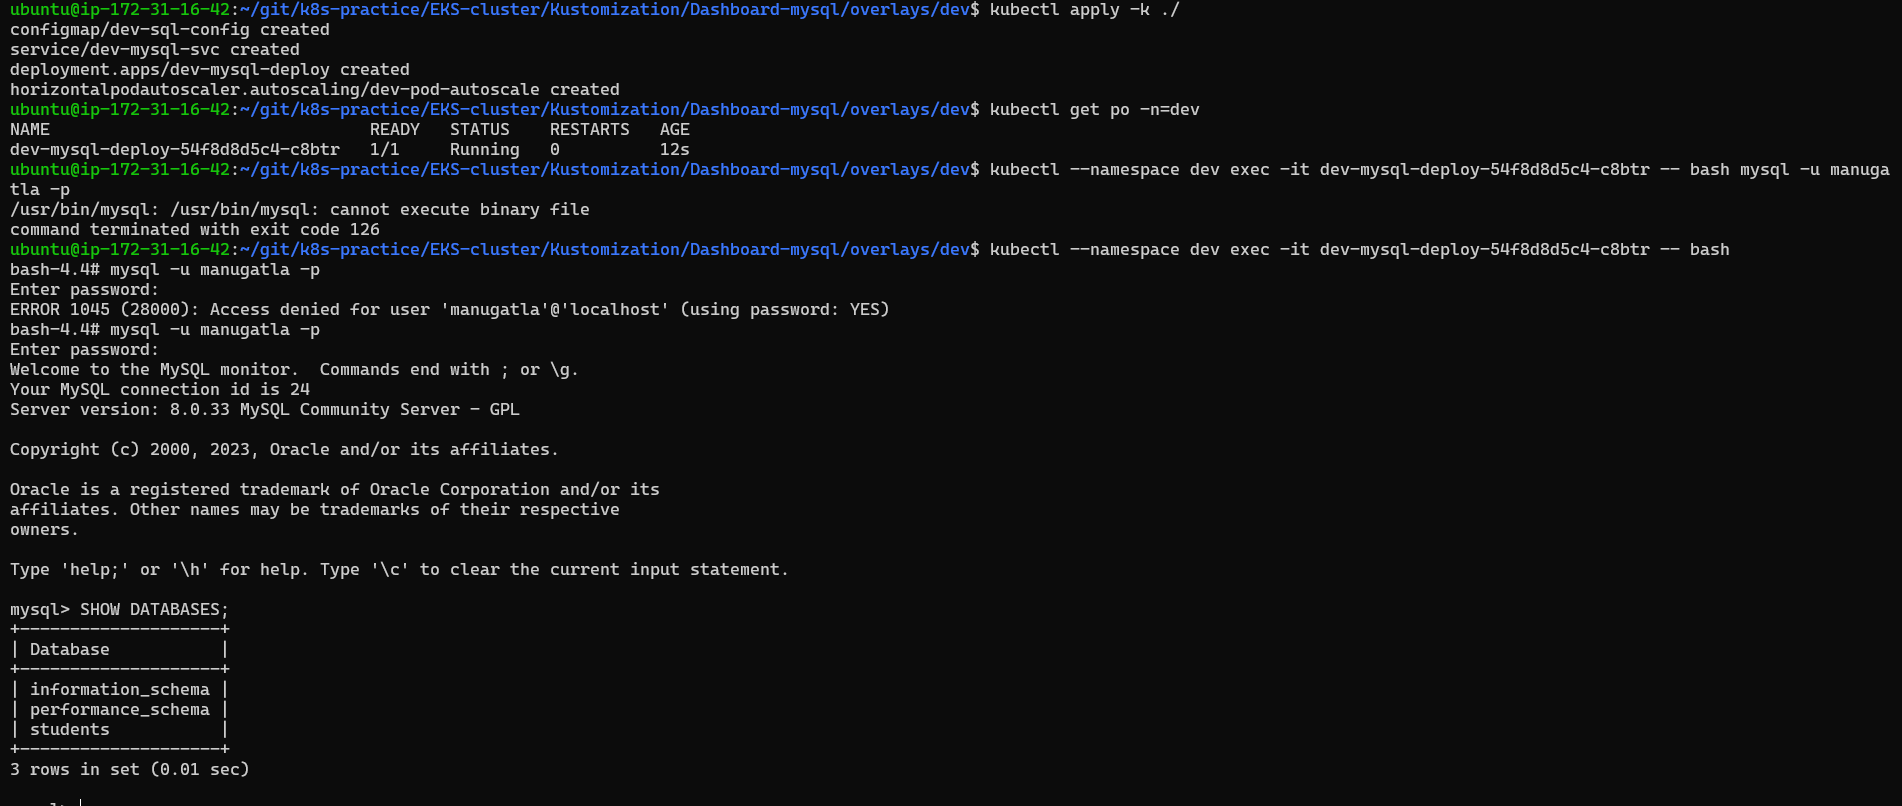 ubuntu@ip-172-31-16-42:~/git/k8s-practice/EKS-cluster/Kustomization/Dashboard-mysql/overlays/dev$ kubectl apply -k ./
configmap/dev-sql-config created
service/dev-mysql-svc created
deployment.apps/dev-mysql-deploy created
horizontalpodautoscaler.autoscaling/dev-pod-autoscale created
ubuntu@ip-172-31-16-42:~/git/k8s-practice/EKS-cluster/Kustomization/Dashboard-mysql/overlays/dev$ kubectl get po -n=dev
NAME                                READY   STATUS    RESTARTS   AGE
dev-mysql-deploy-54f8d8d5c4-c8btr   1/1     Running   0          12s
ubuntu@ip-172-31-16-42:~/git/k8s-practice/EKS-cluster/Kustomization/Dashboard-mysql/overlays/dev$ kubectl --namespace dev exec -it dev-mysql-deploy-54f8d8d5c4-c8btr -- bash mysql -u manuga
tla -p
/usr/bin/mysql: /usr/bin/mysql: cannot execute binary file
command terminated with exit code 126
ubuntu@ip-172-31-16-42:~/git/k8s-practice/EKS-cluster/Kustomization/Dashboard-mysql/overlays/dev$ kubectl --namespace dev exec -it dev-mysql-deploy-54f8d8d5c4-c8btr -- bash
bash-4.4# mysql -u manugatla -p
Enter password:
ERROR 1045 (28000): Access denied for user 'manugatla'@'localhost' (using password: YES)
bash-4.4# mysql -u manugatla -p
Enter password:
Welcome to the MySQL monitor.  Commands end with ; or \g.
Your MySQL connection id is 24
Server version: 8.0.33 MySQL Community Server - GPL

Copyright (c) 2000, 2023, Oracle and/or its affiliates.

Oracle is a registered trademark of Oracle Corporation and/or its
affiliates. Other names may be trademarks of their respective
owners.

Type 'help;' or '\h' for help. Type '\c' to clear the current input statement.

mysql> SHOW DATABASES;
+--------------------+
| Database           |
+--------------------+
| information_schema |
| performance_schema |
| students           |
+--------------------+
3 rows in set (0.01 sec)